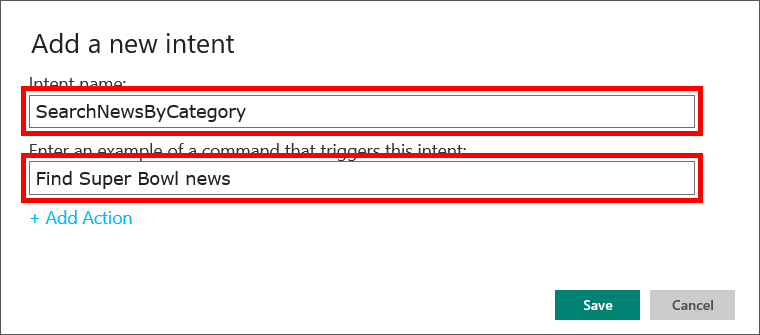 Add a new intent
Intent name:
SearchNewsByCategory
Enter an example of a command that triggers this intent:
Find Super Bowl news
+ Add Action
Save Cancel